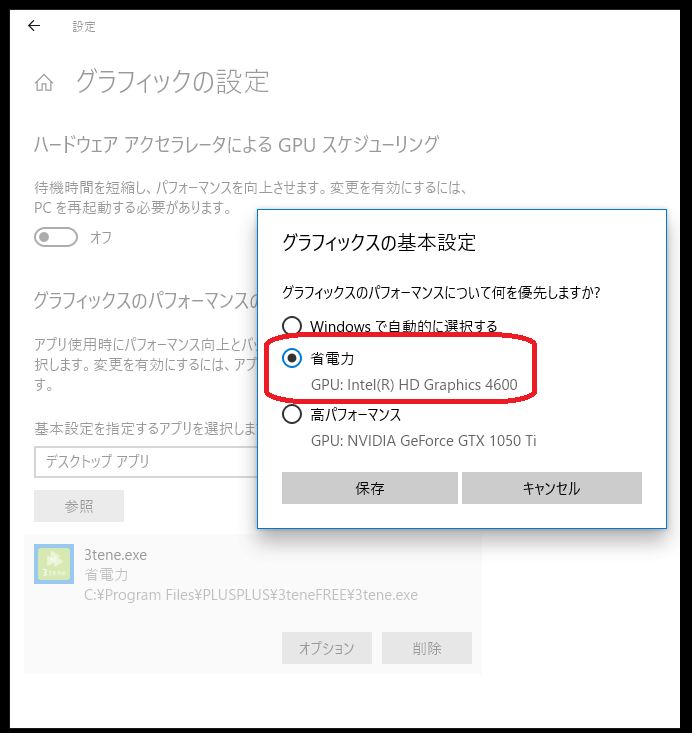 設定
グラフィックの設定
ハードウェア アクセラレータによる GPU スケジューリング
待機時間を短縮し、パフォーマンスを向上させます。変更を有効にするには、
PC を再起動する必要があります。
オフ
グラフィックスのパフォーマンスの
アプリ使用時にパフォーマンス向上とバッ
択します。変更を有効にするには、アプ
す。
基本設定を指定するアプリを選択しま
デスクトップ アプリ
参照
3tene.exe
省電力
C:¥Program Files¥PLUSPLUS¥3teneFREE¥3tene.exe
オプション
削除
グラフィックスの基本設定
グラフィックスのパフォーマンスについて何を優先しますか?
Windows で自動的に選択する
省電力
GPU: Intel(R) HD Graphics 4600
高パフォーマンス
GPU: NVIDIA GeForce GTX 1050 Ti
保存
キャンセル